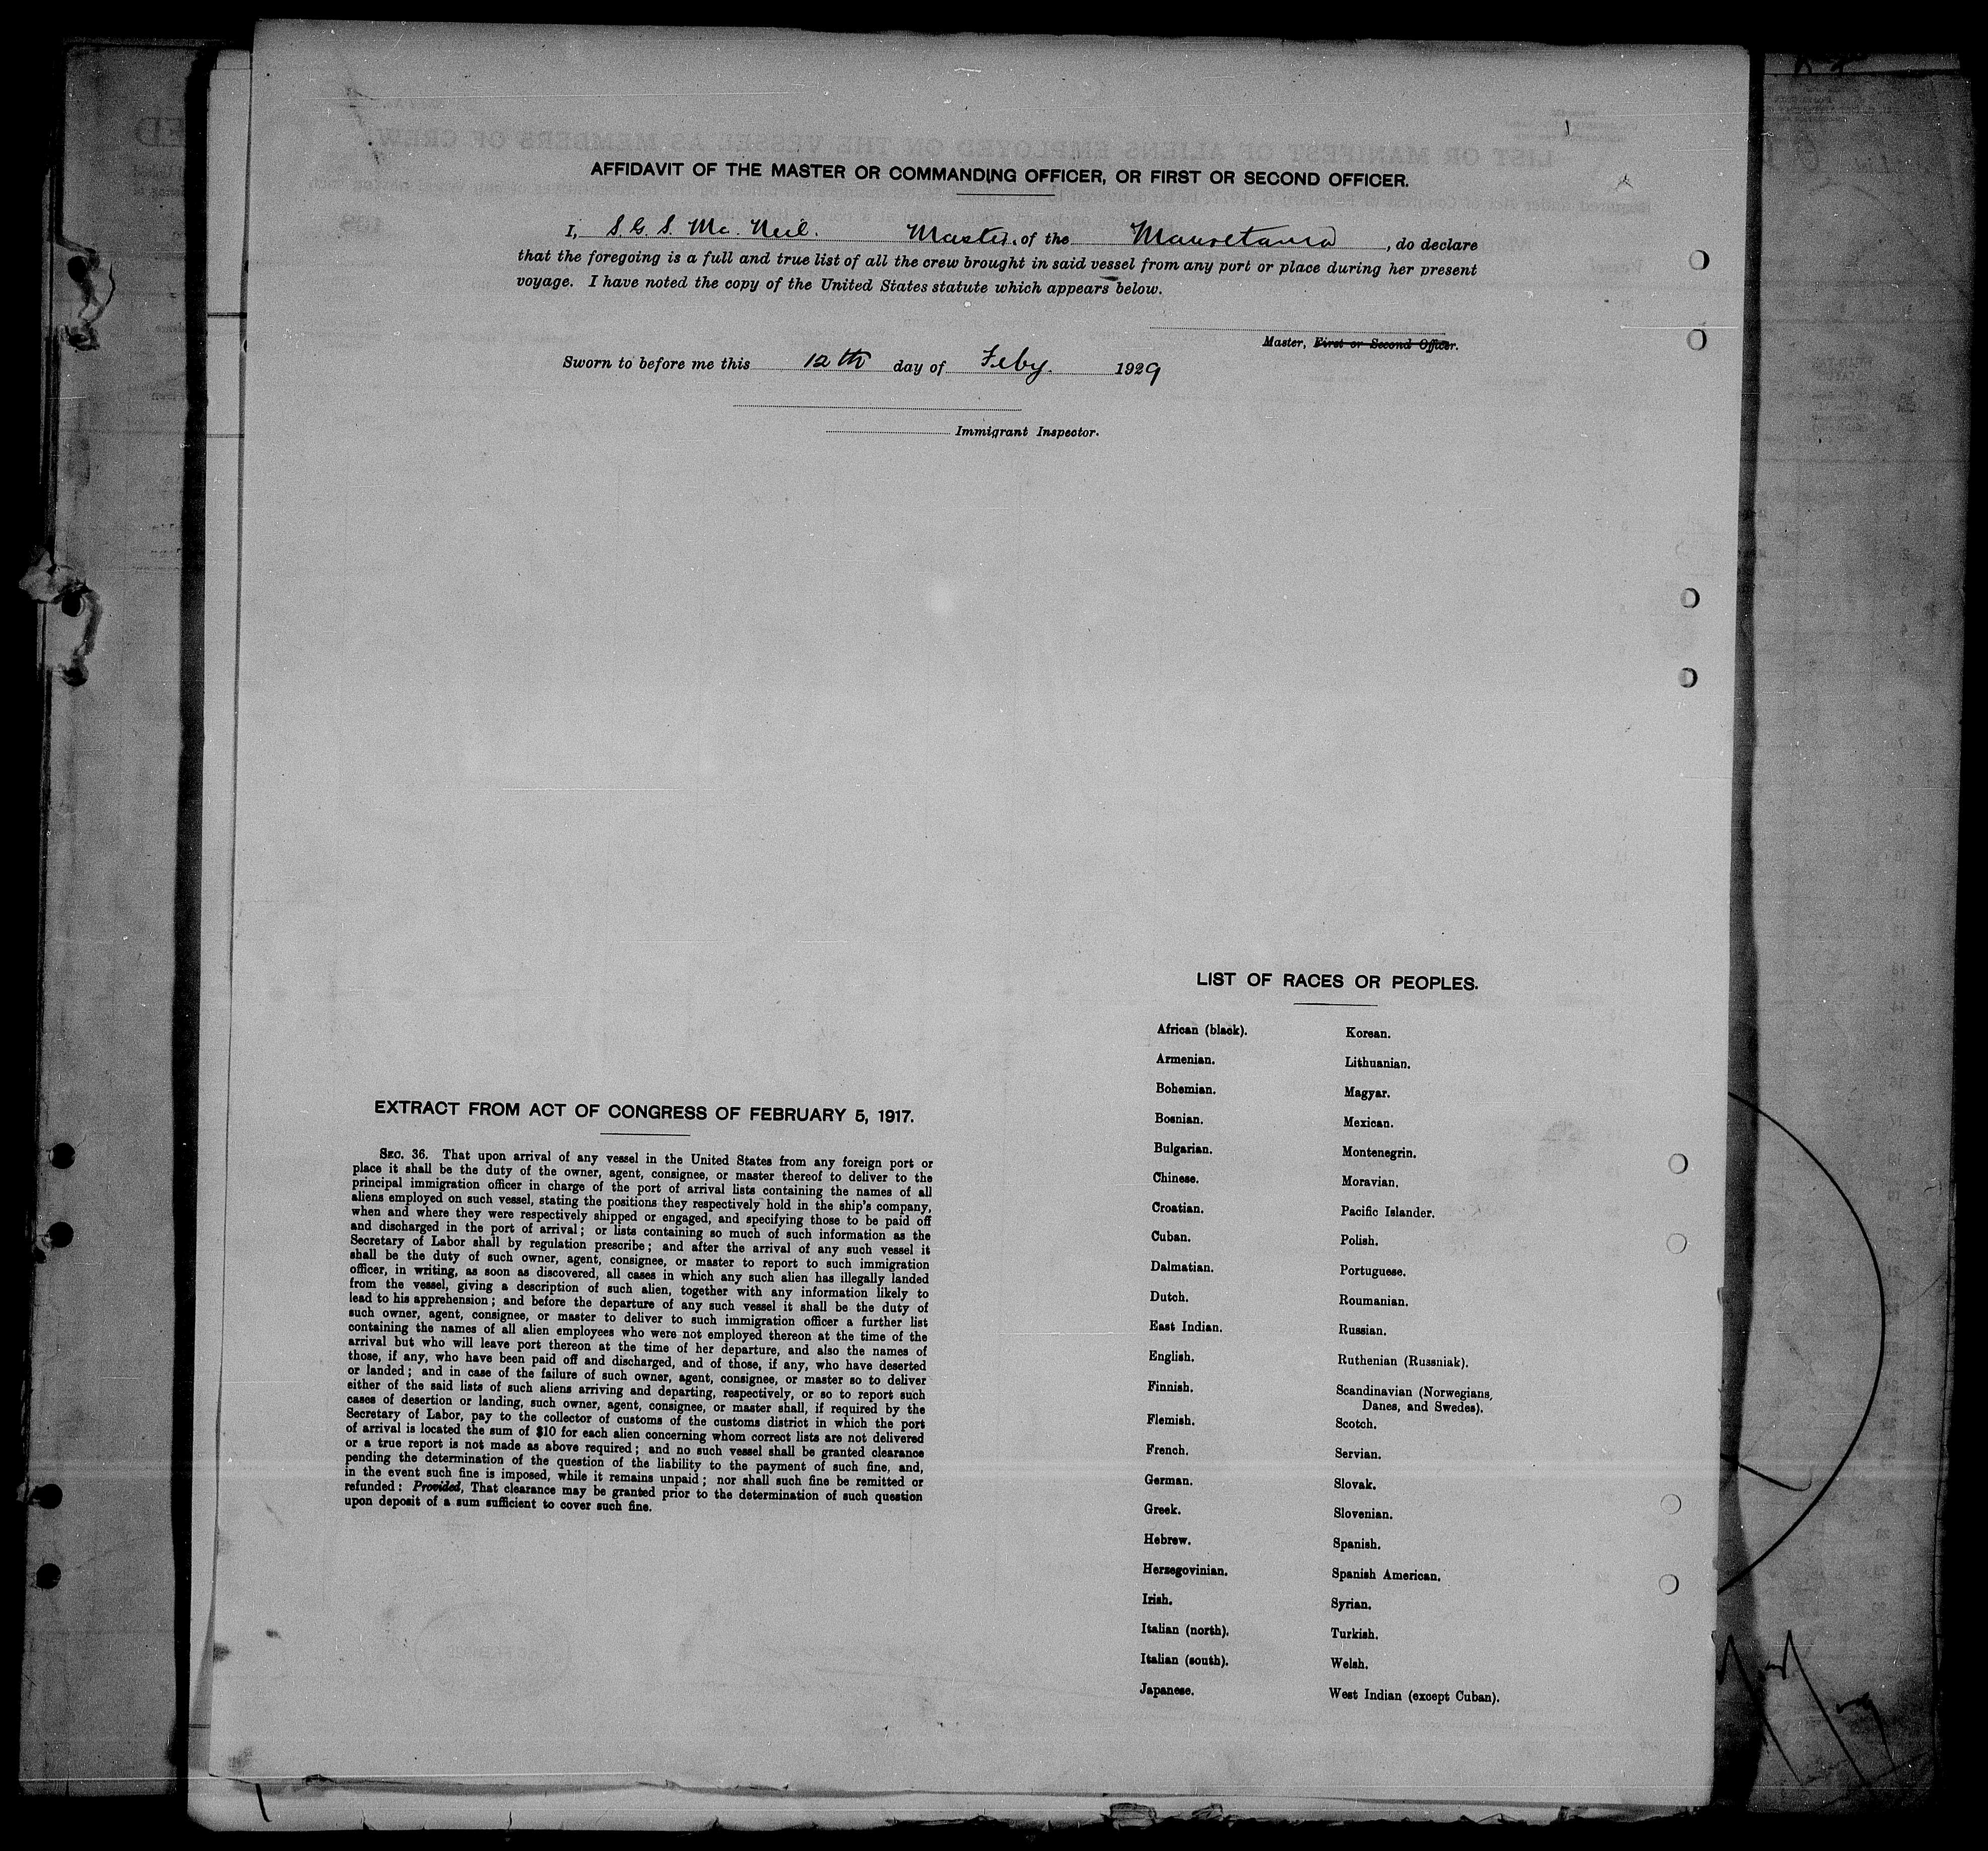 AFFIDAVIT OF THE MASTER OR COMMANDING OFFICER, OR FIRST OR SECOND OFFICER.
I, S. G. S. Mc. Neil. Master. of the Mauretania, do declare
that the foregoing is a full and true list of all the crew brought in said vessel from any port or place during her present
voyage. I have noted the copy of the United States statute which appears below.
Master, First or Second Officer.
Sworn to before me this 12th day of Feby. 1929
Immigrant Inspector.
EXTRACT FROM ACT OF CONGRESS OF FEBRUARY 5, 1917.
SEC. 36. That upon arrival of any vessel in the United States from any foreign port or
place it shall be the duty of the owner, agent, consignee, or master thereof to deliver to the
principal immigration officer in charge of the port of arrival lists containing the names of all
aliens employed on such vessel, stating the positions they respectively hold in the ship's company,
when and where they were respectively shipped or engaged, and specifying those to be paid off
and discharged in the port of arrival; or lists containing so much of such information as the
Secretary of Labor shall by regulation prescribe; and after the arrival of any such vessel it
shall be the duty of such owner, agent, consignee, or master to report to such immigration
officer, in writing, as soon as discovered, all cases in which any such alien has illegally landed
from the vessel, giving a description of such alien, together with any information likely to
lead to his apprehension; and before the departure of any such vessel it shall be the duty of
such owner, agent, consignee, or master to deliver to such immigration officer a further list
containing the names of all alien employees who were not employed thereon at the time of the
arrival but who will leave port thereon at the time of her departure, and also the names of
those, if any, who have been paid off and discharged, and of those, if any, who have deserted
or landed; and in case of the failure of such owner, agent, consignee, or master so to deliver
either of the said lists of such aliens arriving and departing, respectively, or so to report such
cases of desertion or landing, such owner, agent, consignee, or master shall, if required by the
Secretary of Labor, pay to the collector of customs of the customs district in which the port
of arrival is located the sum of $10 for each alien concerning whom correct lists are not delivered
or a true report is not made as above required; and no such vessel shall be granted clearance
pending the determination of the question of the liability to the payment of such fine, and,
in the event such fine is imposed, while it remains unpaid; nor shall such fine be remitted or
refunded: Provided, That clearance may be granted prior to the determination of such question
upon deposit of a sum sufficient to cover such fine.
LIST OF RACES OR PEOPLES.
African (black).
Armenian.
Bohemian.
Bosnian.
Bulgarian.
Chinese.
Croatian.
Cuban.
Dalmatian.
Dutch.
East Indian.
English.
Finnish.
Flemish.
French.
German.
Greek.
Hebrew.
Herzegovinian.
Irish.
Italian (north).
Italian (south).
Japanese.
Korean.
Lithuanian.
Magyar.
Mexican.
Montenegrin.
Moravian.
Pacific Islander.
Polish.
Portuguese.
Roumanian.
Russian.
Ruthenian (Russniak).
Scandinavian (Norwegians,
Danes, and Swedes).
Scotch.
Servian.
Slovak.
Slovenian.
Spanish.
Spanish American.
Syrian.
Turkish.
Welsh.
West Indian (except Cuban).